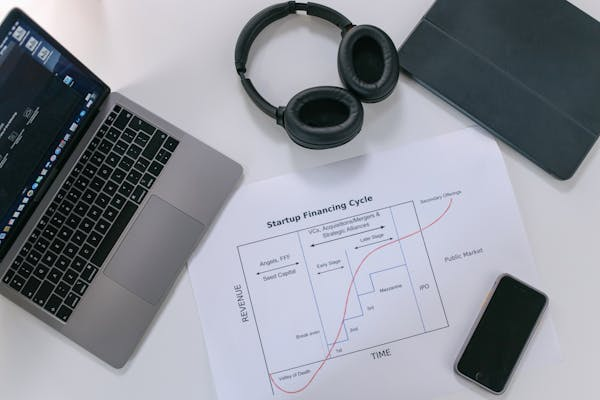 Startup Financing Cycle
VCs, Acquisitions/Mergers &
Strategic Alliances
Secondary Offerings
Angels, FFF
Seed Capital
Early Stage
Later Stage
Public Market
REVENUE
Break even
1st
2nd
3rd
Mezzanine
IPO
Valley of Death
TIME